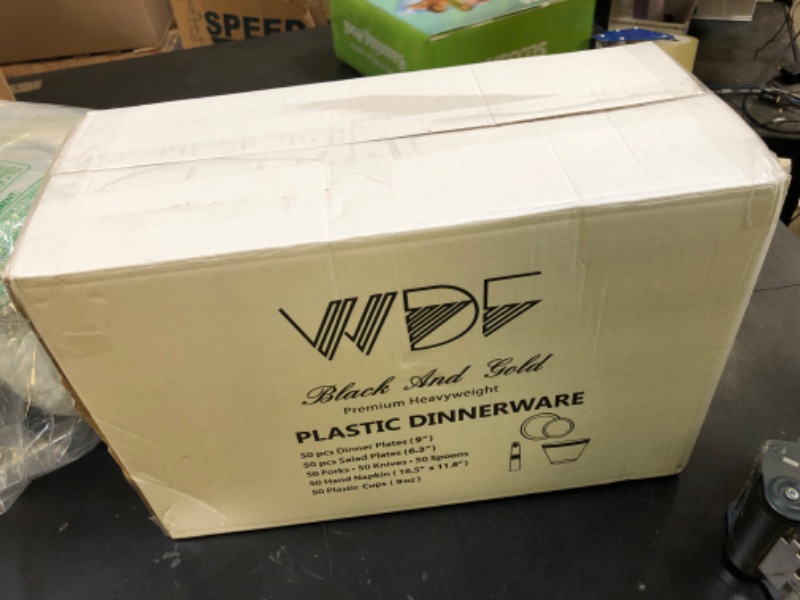 SPEED
WDF
Black And Gold
Premium Heavyweight
PLASTIC DINNERWARE
50 pcs Dinner Plates (9")
50 pcs Salad Plates (6.3")
50 Forks - 50 Knives - 50 Spoons
50 Hand Napkin ( 16.5" x 11.8")
50 Plastic Cups ( 9oz )